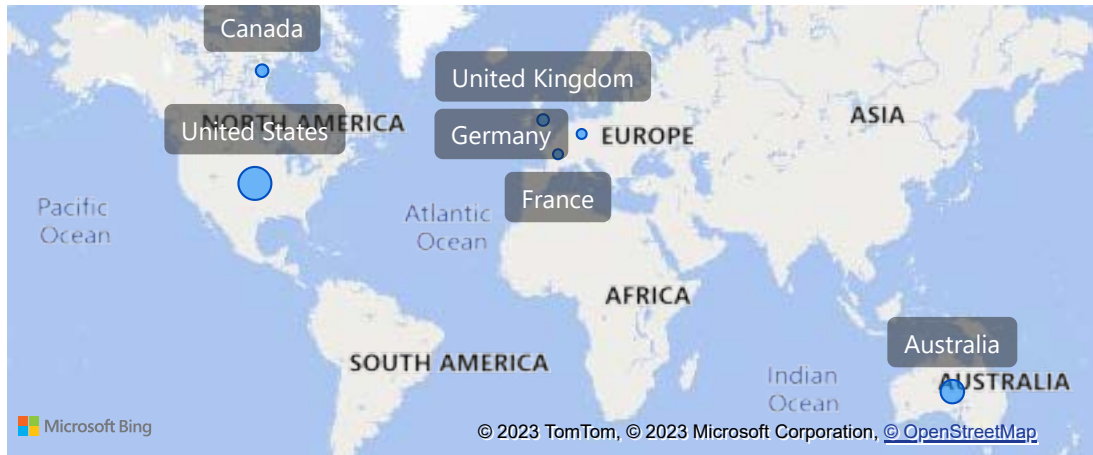 Canada
United Kingdom
NORTH AMERICA
United States
ASIA
Germany
EUROPE
France
Pacific
Ocean
Atlantic
Ocean
AFRICA
Australia
SOUTH AMERICA
Indian
Ocean
AUSTRALIA
Microsoft Bing
© 2023 TomTom, © 2023 Microsoft Corporation, © OpenStreetMap